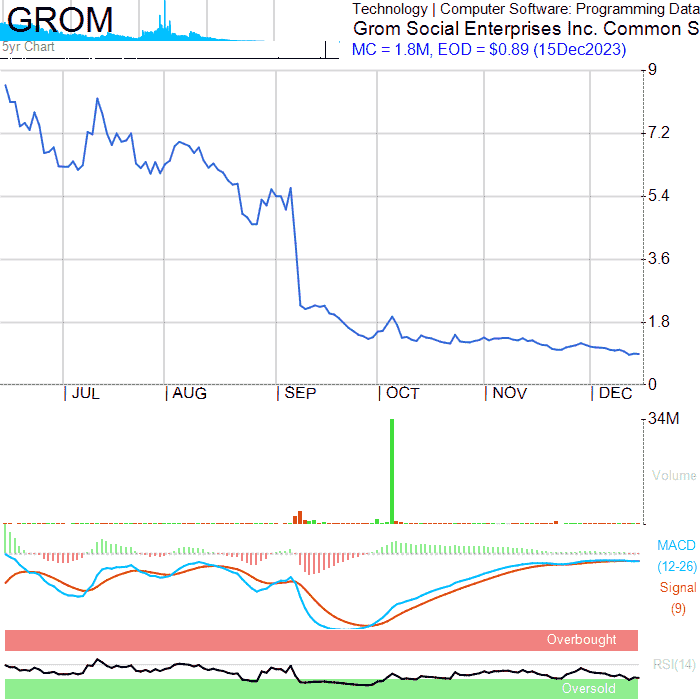 GROM
Technology | Computer Software: Programming Data
Grom Social Enterprises Inc. Common S
5yr Chart
MC = 1.8M, EOD = $0.89 (15Dec2023)
9
7.2
5.4
3.6
1.8
0
JUL AUG SEP OCT NOV DEC
34M
Volume
MACD
(12-26)
Signal
(9)
Overbought
RSI(14)
Oversold